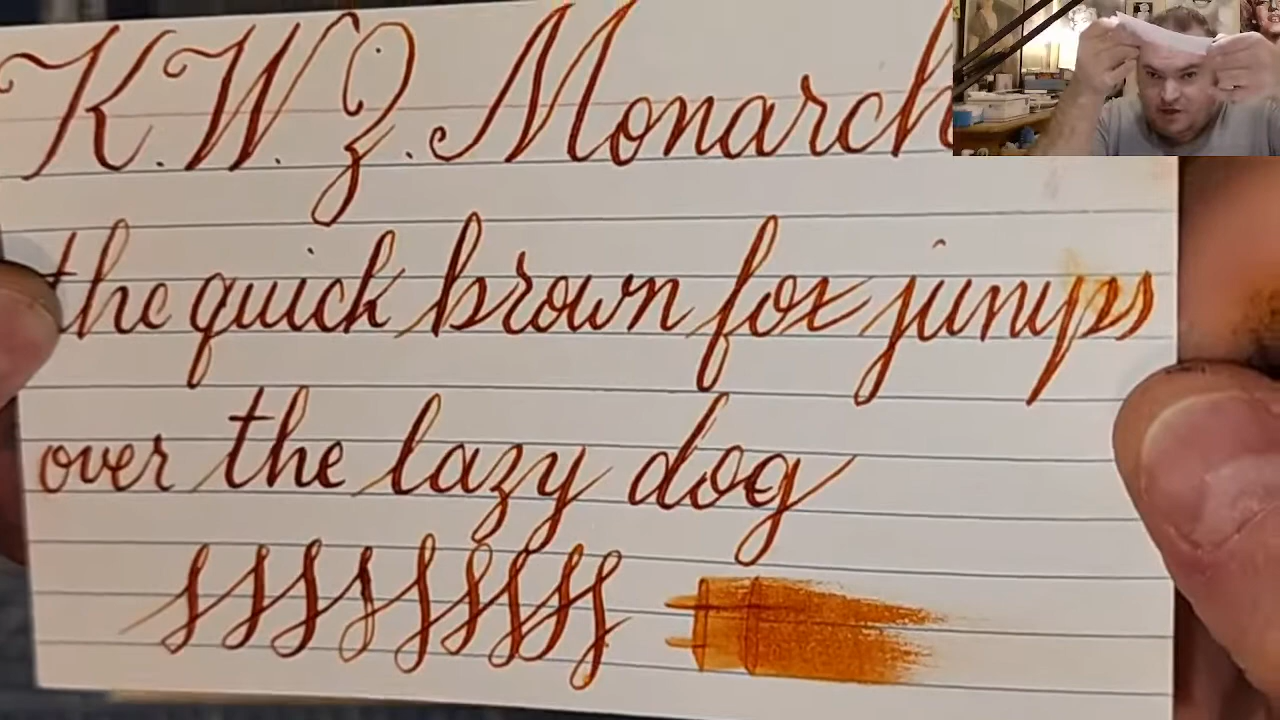 K.W.Z. Monarch
the quick brown fox jumps
over the lazy dog